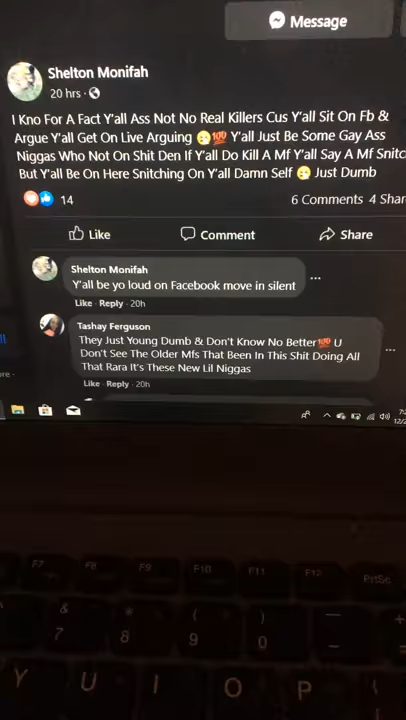 Message
Shelton Monifah
20 hrs ·
I Kno For A Fact Y'all Ass Not No Real Killers Cus Y'all Sit On Fb &
Argue Y'all Get On Live Arguing 😤💯 Y'all Just Be Some Gay Ass
Niggas Who Not On Shit Den If Y'all Do Kill A Mf Y'all Say A Mf Snitc
But Y'all Be On Here Snitching On Y'all Damn Self 😤 Just Dumb
14
6 Comments 4 Shar
Like
Comment
Share
Shelton Monifah
Y'all be yo loud on Facebook move in silent
Like · Reply · 20h
Tashay Ferguson
They Just Young Dumb & Don't Know No Better💯 U
Don't See The Older Mfs That Been In This Shit Doing All
That Rara It's These New Lil Niggas
Like · Reply · 20h
F7 F8 F9 F10 F11 F12 PrtSc
& * ( ) — +
7 8 9 0 –
Y U I O P